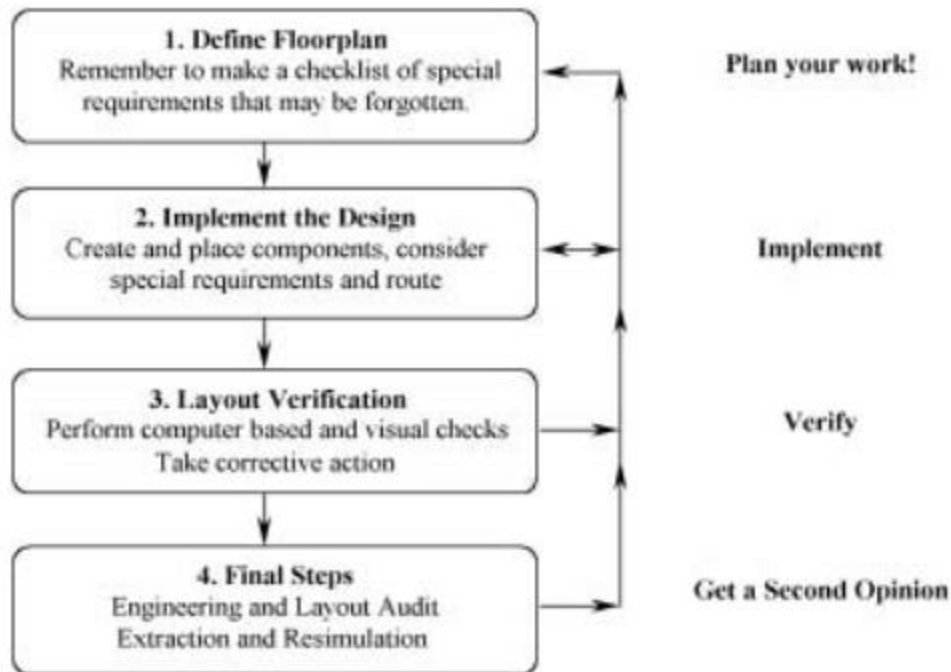 1. Define Floorplan
Remember to make a checklist of special
requirements that may be forgotten.
Plan your work!
2. Implement the Design
Create and place components, consider
special requirements and route
Implement
3. Layout Verification
Perform computer based and visual checks
Take corrective action
Verify
4. Final Steps
Engineering and Layout Audit
Extraction and Resimulation
Get a Second Opinion